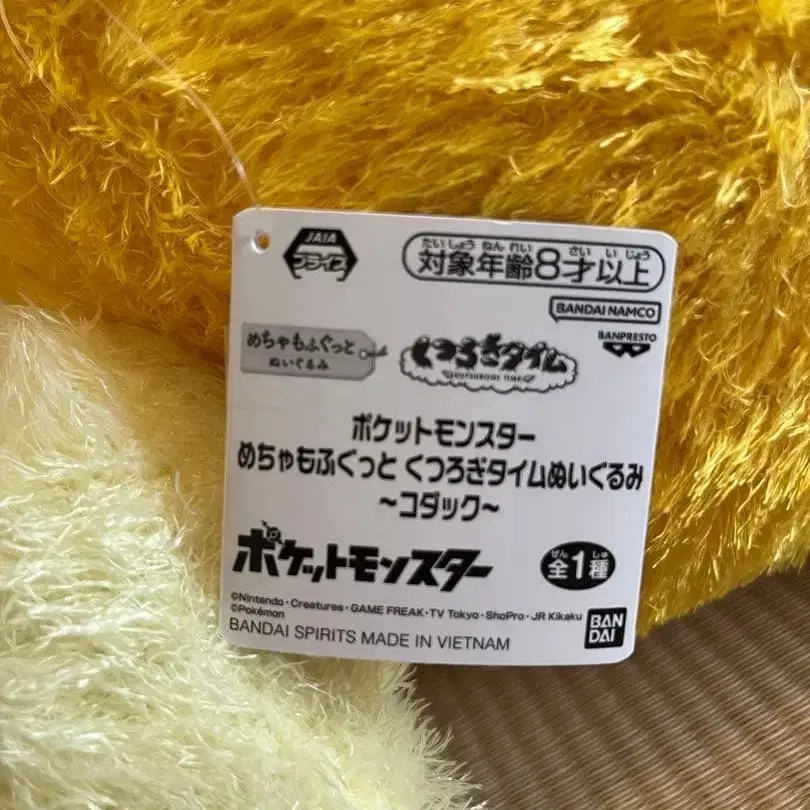 JAIA
プライズ
たいしょうねんれい さいいじょう
対象年齢8才以上
BANDAI NAMCO
BANPRESTO
めちゃもふぐっと
ぬいぐるみ
くつろぎタイム
KUTSUROGI TIME
ポケットモンスター
めちゃもふぐっと くつろぎタイムぬいぐるみ
~コダック~
ポケットモンスター
ぜん しゅ
全1種
©Nintendo・Creatures・GAME FREAK・TV Tokyo・ShoPro・JR Kikaku
©Pokémon
BANDAI SPIRITS MADE IN VIETNAM
BAN
DAI